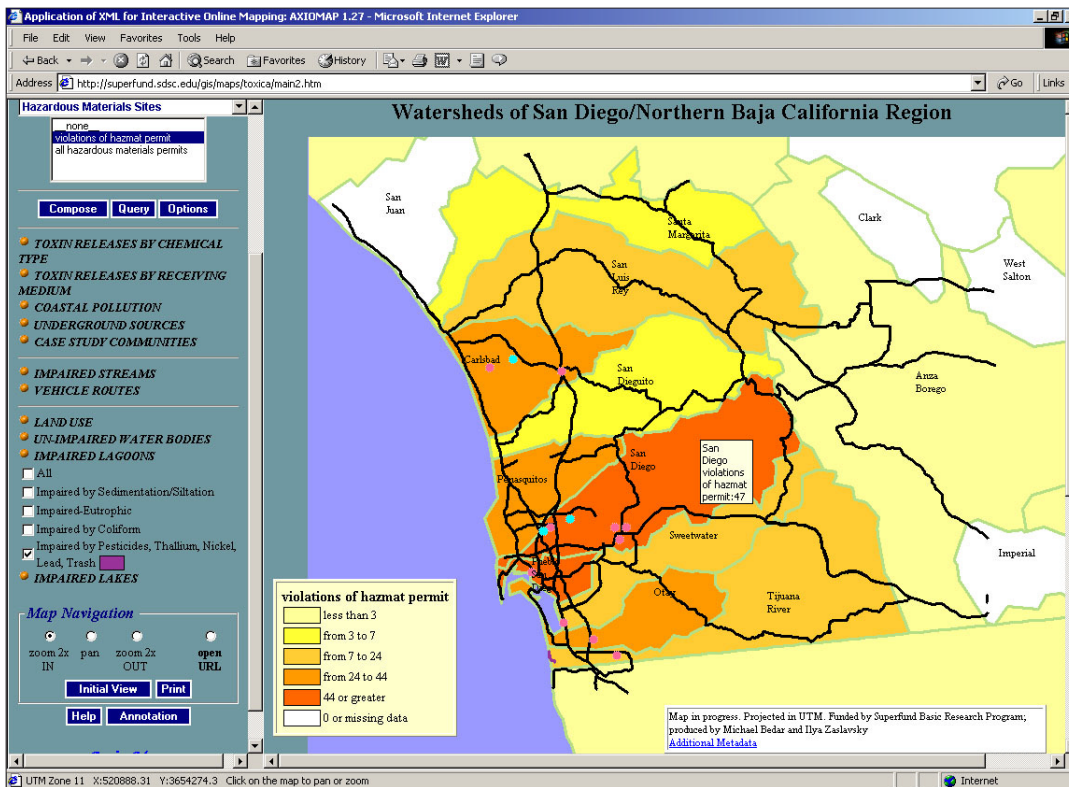 Application of XML for Interactive Online Mapping: AXIOMAP 1.27 - Microsoft Internet Explorer
File Edit View Favorites Tools Help
Back Search Favorites History
Address http://superfund.sdsc.edu/gis/maps/toxica/main2.htm Go Links
Hazardous Materials Sites
__none__
violations of hazmat permit
all hazardous materials permits
Compose Query Options
TOXIN RELEASES BY CHEMICAL
TYPE
TOXIN RELEASES BY RECEIVING
MEDIUM
COASTAL POLLUTION
UNDERGROUND SOURCES
CASE STUDY COMMUNITIES
IMPAIRED STREAMS
VEHICLE ROUTES
LAND USE
UN-IMPAIRED WATER BODIES
IMPAIRED LAGOONS
All
Impaired by Sedimentation/Siltation
Impaired-Eutrophic
Impaired by Coliform
Impaired by Pesticides, Thallium, Nickel,
Lead, Trash
IMPAIRED LAKES
Map Navigation
zoom 2x pan zoom 2x open
IN OUT URL
Initial View Print
Help Annotation
Watersheds of San Diego/Northern Baja California Region
San
Juan
Santa
Margarita
Clark
West
Salton
San
Luis
Rey
Carlsbad
San
Dieguito
Anza
Borego
San
Diego
San
Diego
violations
of hazmat
permit:47
Penasquitos
Sweetwater
Imperial
Pueblo
San
Diego
Otay
Tijuana
River
violations of hazmat permit
less than 3
from 3 to 7
from 7 to 24
from 24 to 44
44 or greater
0 or missing data
Map in progress. Projected in UTM. Funded by Superfund Basic Research Program;
produced by Michael Bedar and Ilya Zaslavsky
Additional Metadata
UTM Zone 11 X:520888.31 Y:3654274.3 Click on the map to pan or zoom Internet